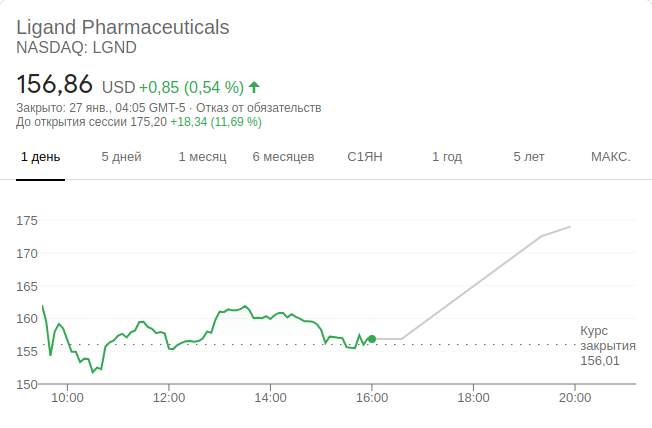 Ligand Pharmaceuticals
NASDAQ: LGND
156,86 USD +0,85 (0,54 %)
Закрыто: 27 янв., 04:05 GMT-5 · Отказ от обязательств
До открытия сессии 175,20 +18,34 (11,69 %)
1 день 5 дней 1 месяц 6 месяцев С1ЯН 1 год 5 лет МАКС.
175
170
165
160
Курс
155 закрытия
156,01
150
10:00 12:00 14:00 16:00 18:00 20:00